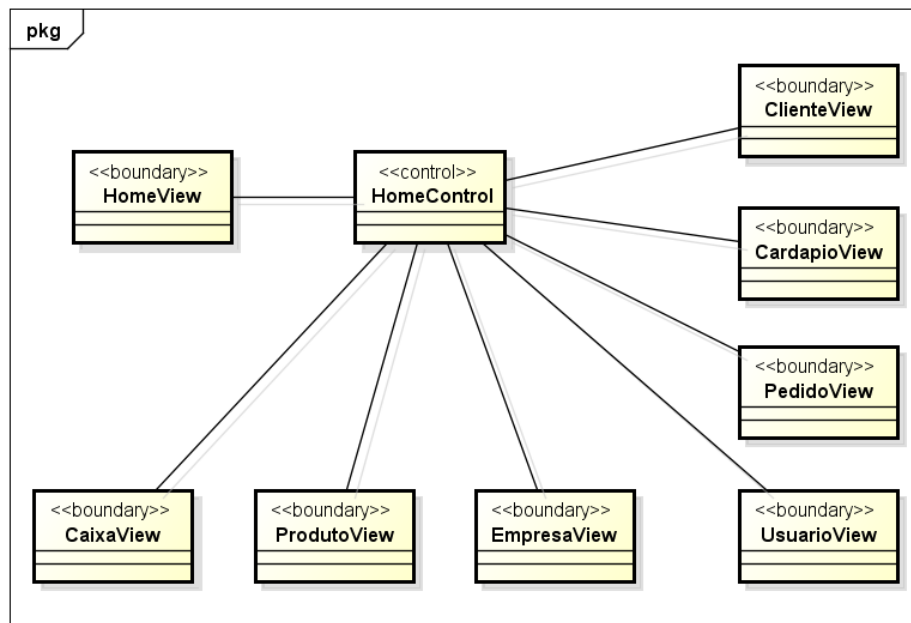 pkg
<<boundary>>
ClienteView
<<boundary>>
HomeView
<<control>>
HomeControl
<<boundary>>
CardapioView
<<boundary>>
PedidoView
<<boundary>>
CaixaView
<<boundary>>
ProdutoView
<<boundary>>
EmpresaView
<<boundary>>
UsuarioView